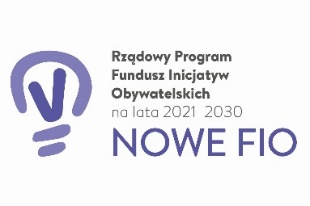 Rządowy Program
Fundusz Inicjatyw
Obywatelskich
na lata 2021 2030
NOWE FIO